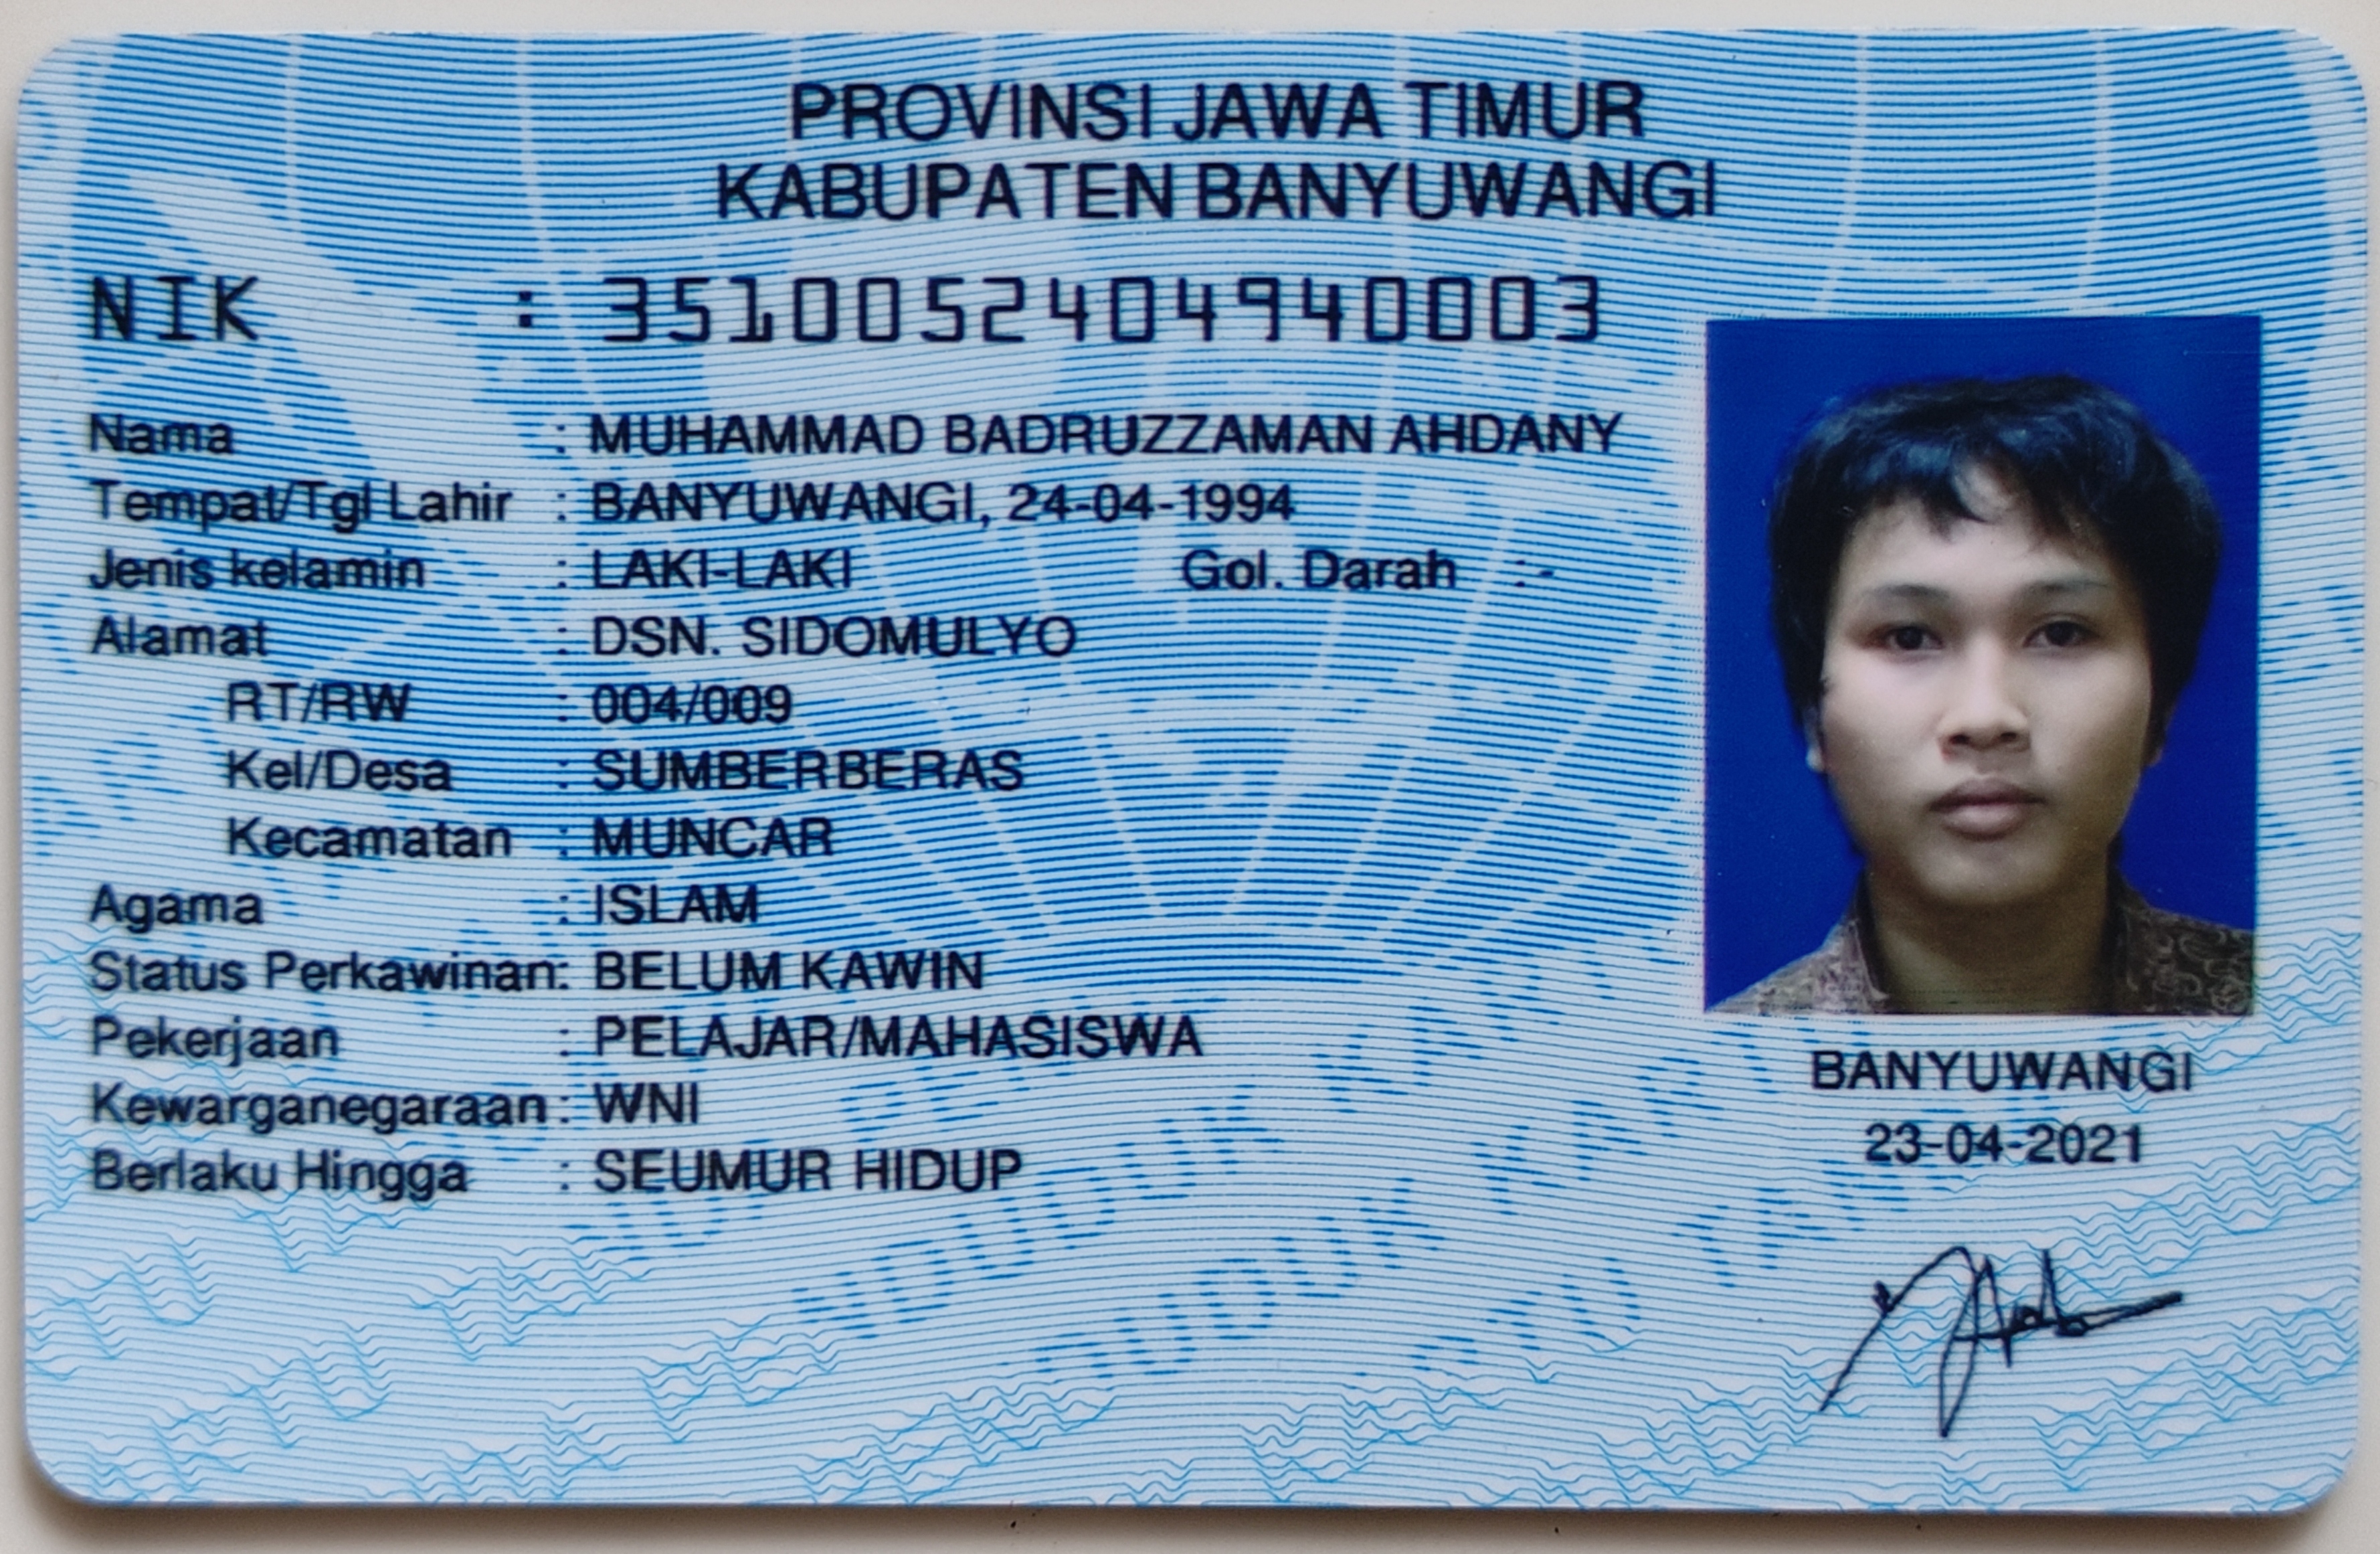 PROVINSI JAWA TIMUR
KABUPATEN BANYUWANGI
NIK : 3510052404940003
Nama : MUHAMMAD BADRUZZAMAN AHDANY
Tempat/Tgl Lahir : BANYUWANGI, 24-04-1994
Jenis kelamin : LAKI-LAKI Gol. Darah : -
Alamat : DSN. SIDOMULYO
RT/RW : 004/009
Kel/Desa : SUMBERBERAS
Kecamatan : MUNCAR
Agama : ISLAM
Status Perkawinan: BELUM KAWIN
Pekerjaan : PELAJAR/MAHASISWA
Kewarganegaraan: WNI
Berlaku Hingga : SEUMUR HIDUP
BANYUWANGI
23-04-2021